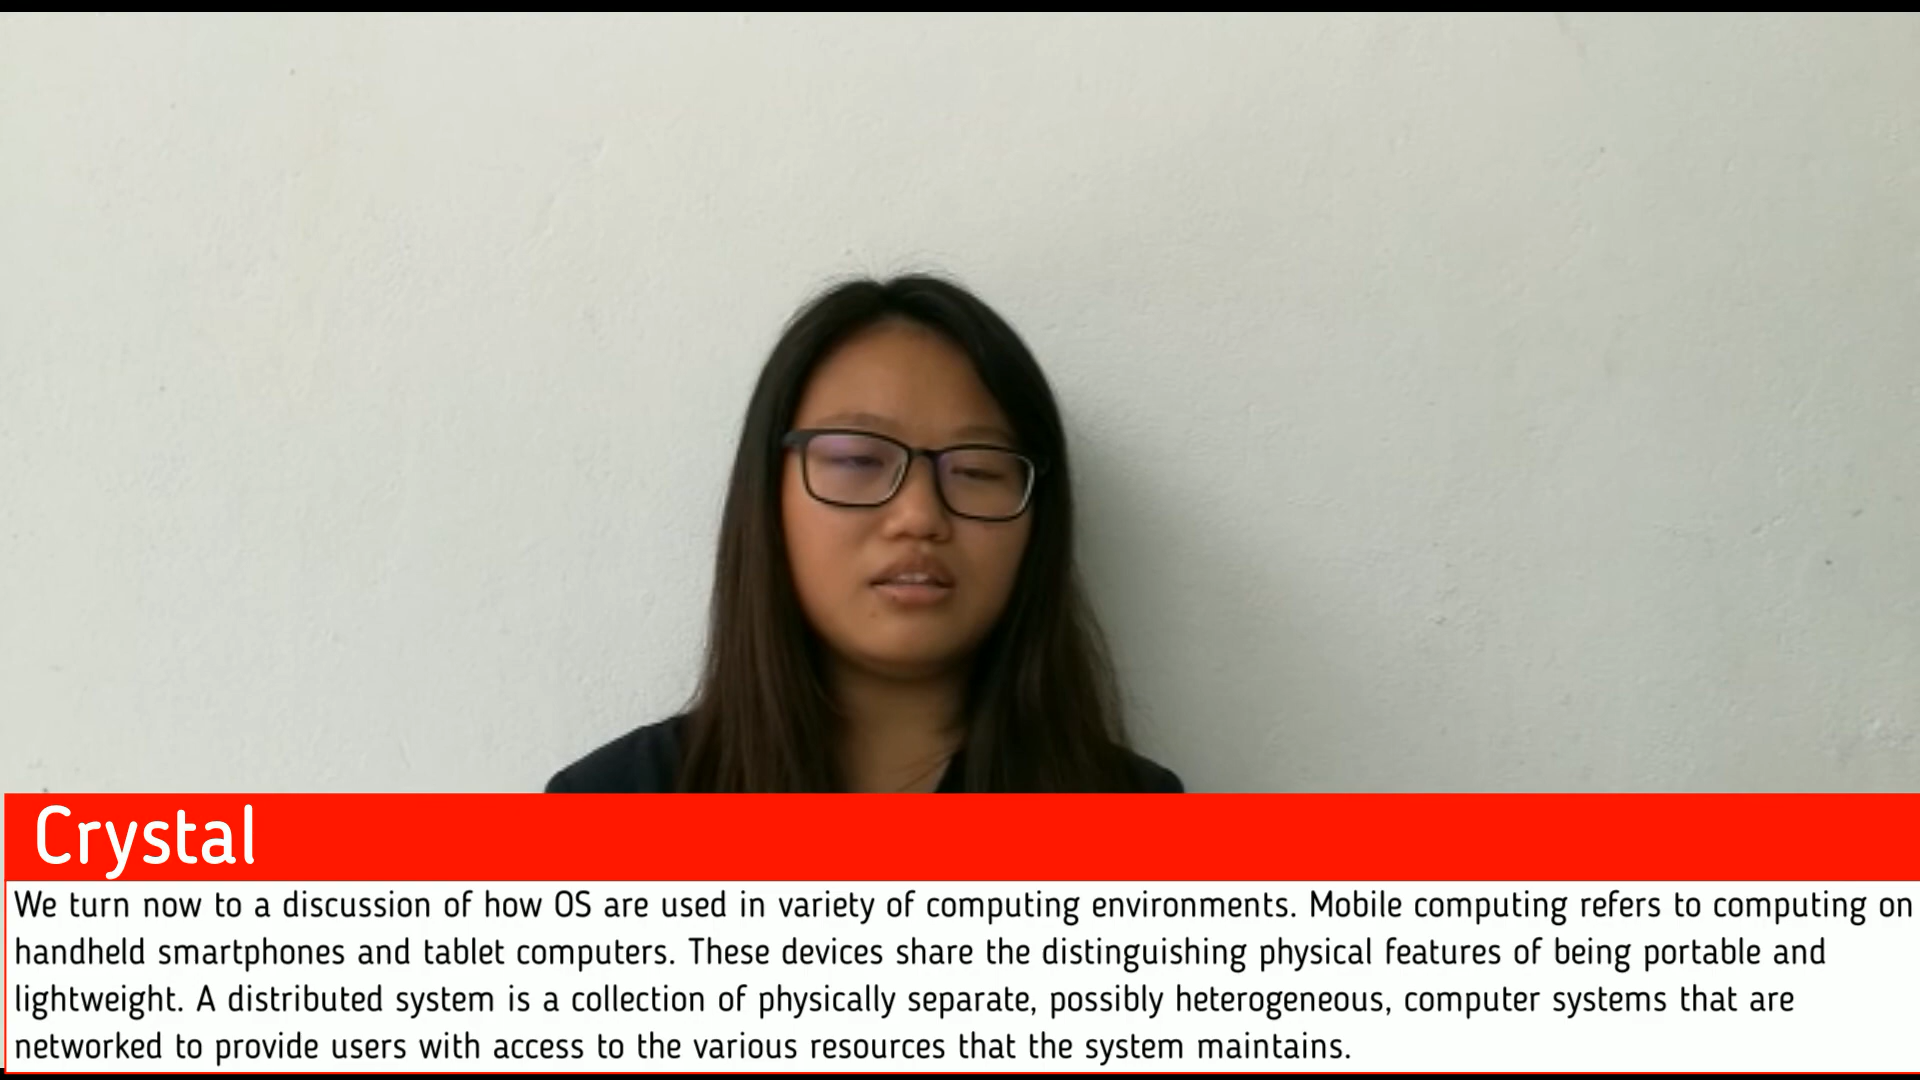 Crystal
We turn now to a discussion of how OS are used in variety of computing environments. Mobile computing refers to computing on
handheld smartphones and tablet computers. These devices share the distinguishing physical features of being portable and
lightweight. A distributed system is a collection of physically separate, possibly heterogeneous, computer systems that are
networked to provide users with access to the various resources that the system maintains.